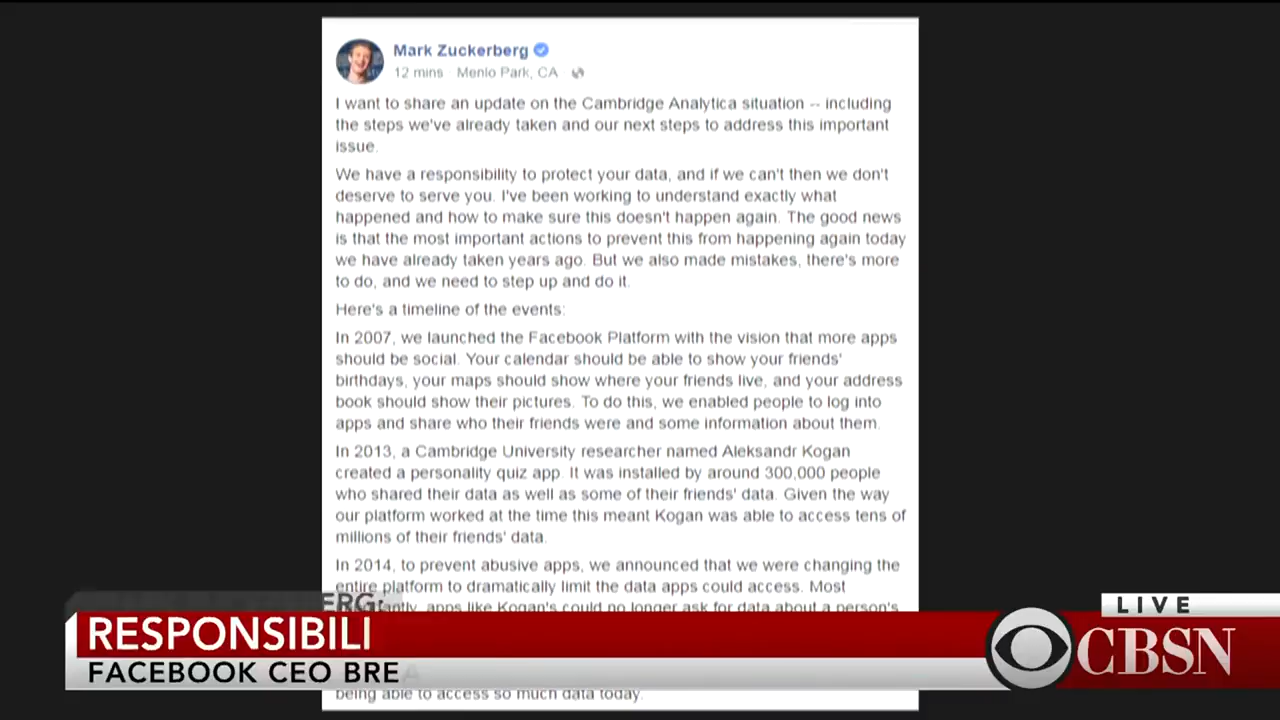 Mark Zuckerberg
12 mins Menlo Park, CA
I want to share an update on the Cambridge Analytica situation -- including
the steps we've already taken and our next steps to address this important
issue.
We have a responsibility to protect your data, and if we can't then we don't
deserve to serve you. I've been working to understand exactly what
happened and how to make sure this doesn't happen again. The good news
is that the most important actions to prevent this from happening again today
we have already taken years ago. But we also made mistakes, there's more
to do, and we need to step up and do it.
Here's a timeline of the events:
In 2007, we launched the Facebook Platform with the vision that more apps
should be social. Your calendar should be able to show your friends'
birthdays, your maps should show where your friends live, and your address
book should show their pictures. To do this, we enabled people to log into
apps and share who their friends were and some information about them.
In 2013, a Cambridge University researcher named Aleksandr Kogan
created a personality quiz app. It was installed by around 300,000 people
who shared their data as well as some of their friends' data. Given the way
our platform worked at the time this meant Kogan was able to access tens of
millions of their friends' data.
In 2014, to prevent abusive apps, we announced that we were changing the
entire platform to dramatically limit the data apps could access. Most
apps like Kogan's could no longer ask for data about a person's
being able to access so much data today.
RESPONSIBILI
FACEBOOK CEO BRE
LIVE
CBSN